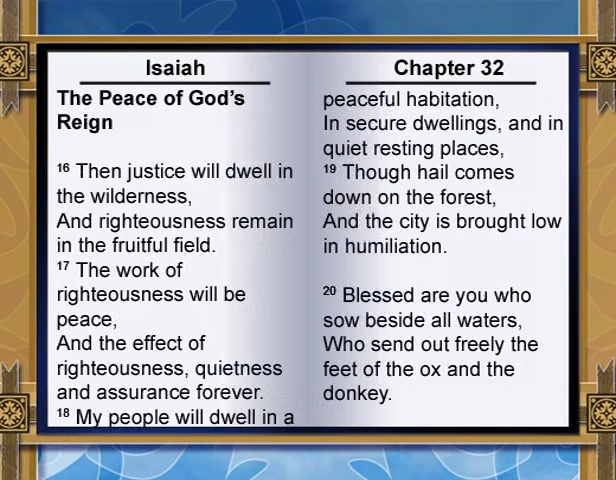 Isaiah
The Peace of God's
Reign
16 Then justice will dwell in
the wilderness,
And righteousness remain
in the fruitful field.
17 The work of
righteousness will be
peace,
And the effect of
righteousness, quietness
and assurance forever.
18 My people will dwell in a
Chapter 32
peaceful habitation,
In secure dwellings, and in
quiet resting places,
19 Though hail comes
down on the forest,
And the city is brought low
in humiliation.
20 Blessed are you who
sow beside all waters,
Who send out freely the
feet of the ox and the
donkey.